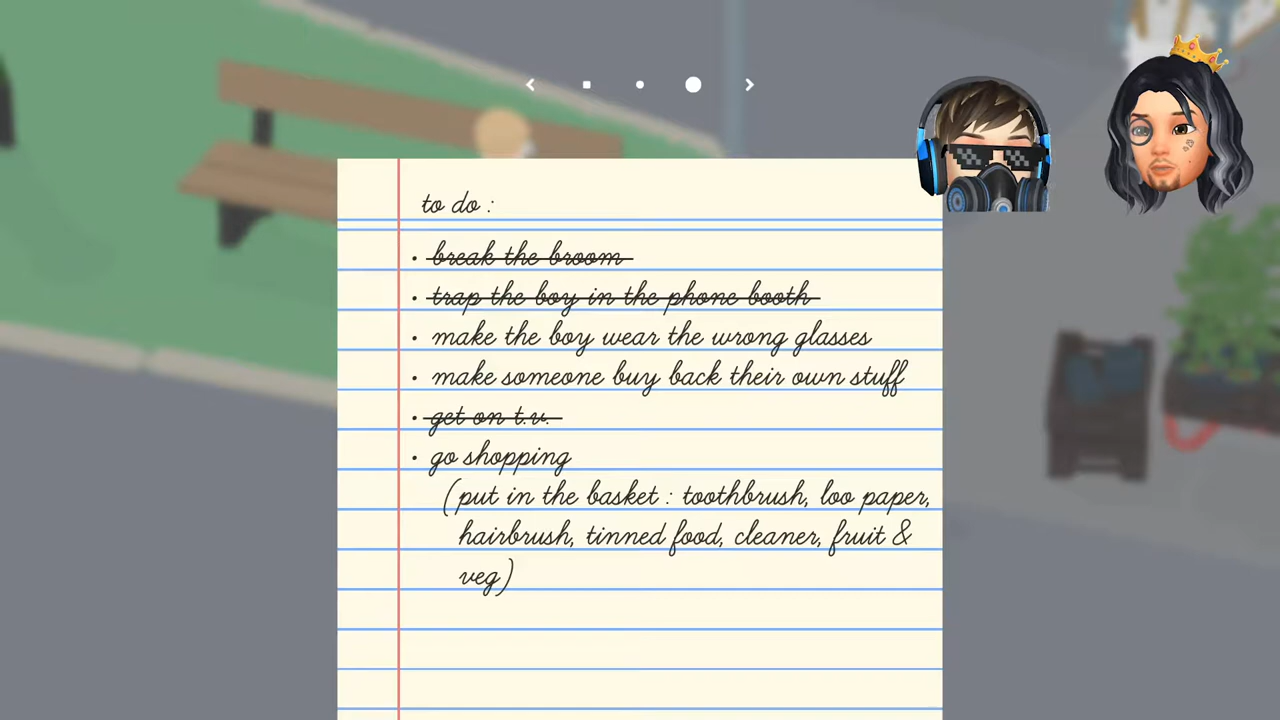 to do :
• break the broom
• trap the boy in the phone booth
• make the boy wear the wrong glasses
• make someone buy back their own stuff
• get on t.v.
• go shopping
(put in the basket : toothbrush, loo paper,
hairbrush, tinned food, cleaner, fruit &
veg)